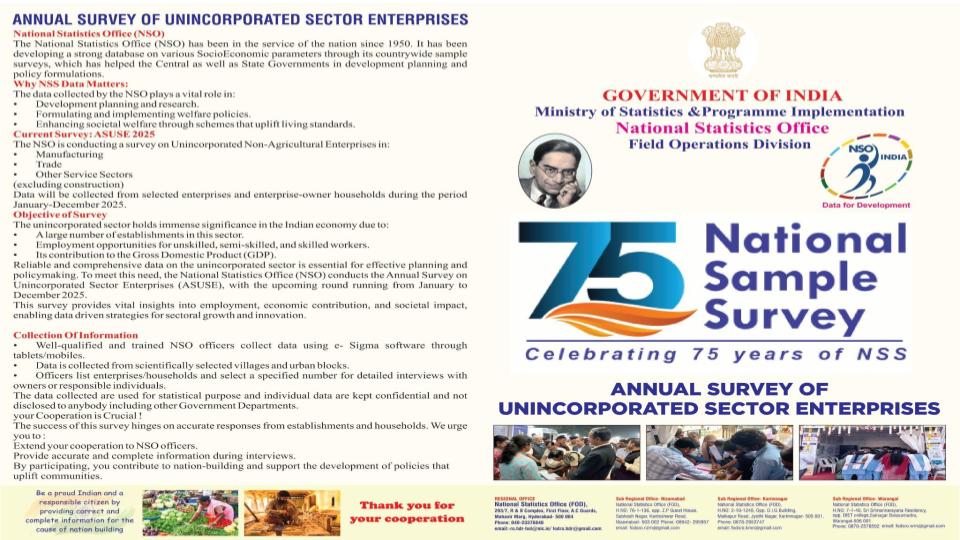 ANNUAL SURVEY OF UNINCORPORATED SECTOR ENTERPRISES
National Statistics Office (NSO)
The National Statistics Office (NSO) has been in the service of the nation since 1950. It has been
developing a strong database on various SocioEconomic parameters through its countrywide sample
surveys, which has helped the Central as well as State Governments in development planning and
policy formulations.
Why NSS Data Matters:
The data collected by the NSO plays a vital role in:
• Development planning and research.
• Formulating and implementing welfare policies.
• Enhancing societal welfare through schemes that uplift living standards.
Current Survey: ASUSE 2025
The NSO is conducting a survey on Unincorporated Non-Agricultural Enterprises in:
• Manufacturing
• Trade
• Other Service Sectors
(excluding construction)
Data will be collected from selected enterprises and enterprise-owner households during the period
January-December 2025.
Objective of Survey
The unincorporated sector holds immense significance in the Indian economy due to:
• A large number of establishments in this sector.
• Employment opportunities for unskilled, semi-skilled, and skilled workers.
• Its contribution to the Gross Domestic Product (GDP).
Reliable and comprehensive data on the unincorporated sector is essential for effective planning and
policymaking. To meet this need, the National Statistics Office (NSO) conducts the Annual Survey on
Unincorporated Sector Enterprises (ASUSE), with the upcoming round running from January to
December 2025.
This survey provides vital insights into employment, economic contribution, and societal impact,
enabling data driven strategies for sectoral growth and innovation.
Collection Of Information
• Well-qualified and trained NSO officers collect data using e- Sigma software through
tablets/mobiles.
• Data is collected from scientifically selected villages and urban blocks.
• Officers list enterprises/households and select a specified number for detailed interviews with
owners or responsible individuals.
The data collected are used for statistical purpose and individual data are kept confidential and not
disclosed to anybody including other Government Departments.
your Cooperation is Crucial !
The success of this survey hinges on accurate responses from establishments and households. We urge
you to :
Extend your cooperation to NSO officers.
Provide accurate and complete information during interviews.
By participating, you contribute to nation-building and support the development of policies that
uplift communities.
Be a proud Indian and a
responsible citizen by
providing correct and
complete information for the
cause of nation building
Thank you for
your cooperation
GOVERNMENT OF INDIA
Ministry of Statistics &Programme Implementation
National Statistics Office
Field Operations Division
NSO
INDIA
Data for Development
75
National
Sample
Survey
Celebrating 75 years of NSS
ANNUAL SURVEY OF
UNINCORPORATED SECTOR ENTERPRISES
REGIONAL OFFICE
National Statistics Office (FOD),
Hyderabad- 500 001
Sub Regional Office- Nizamabad
National Statistics Office (FOD),
Sub Regional Office- Karimnagar
National Statistics Office (FOD),
Sub Regional Office- Warangal
National Statistics Office (FOD),